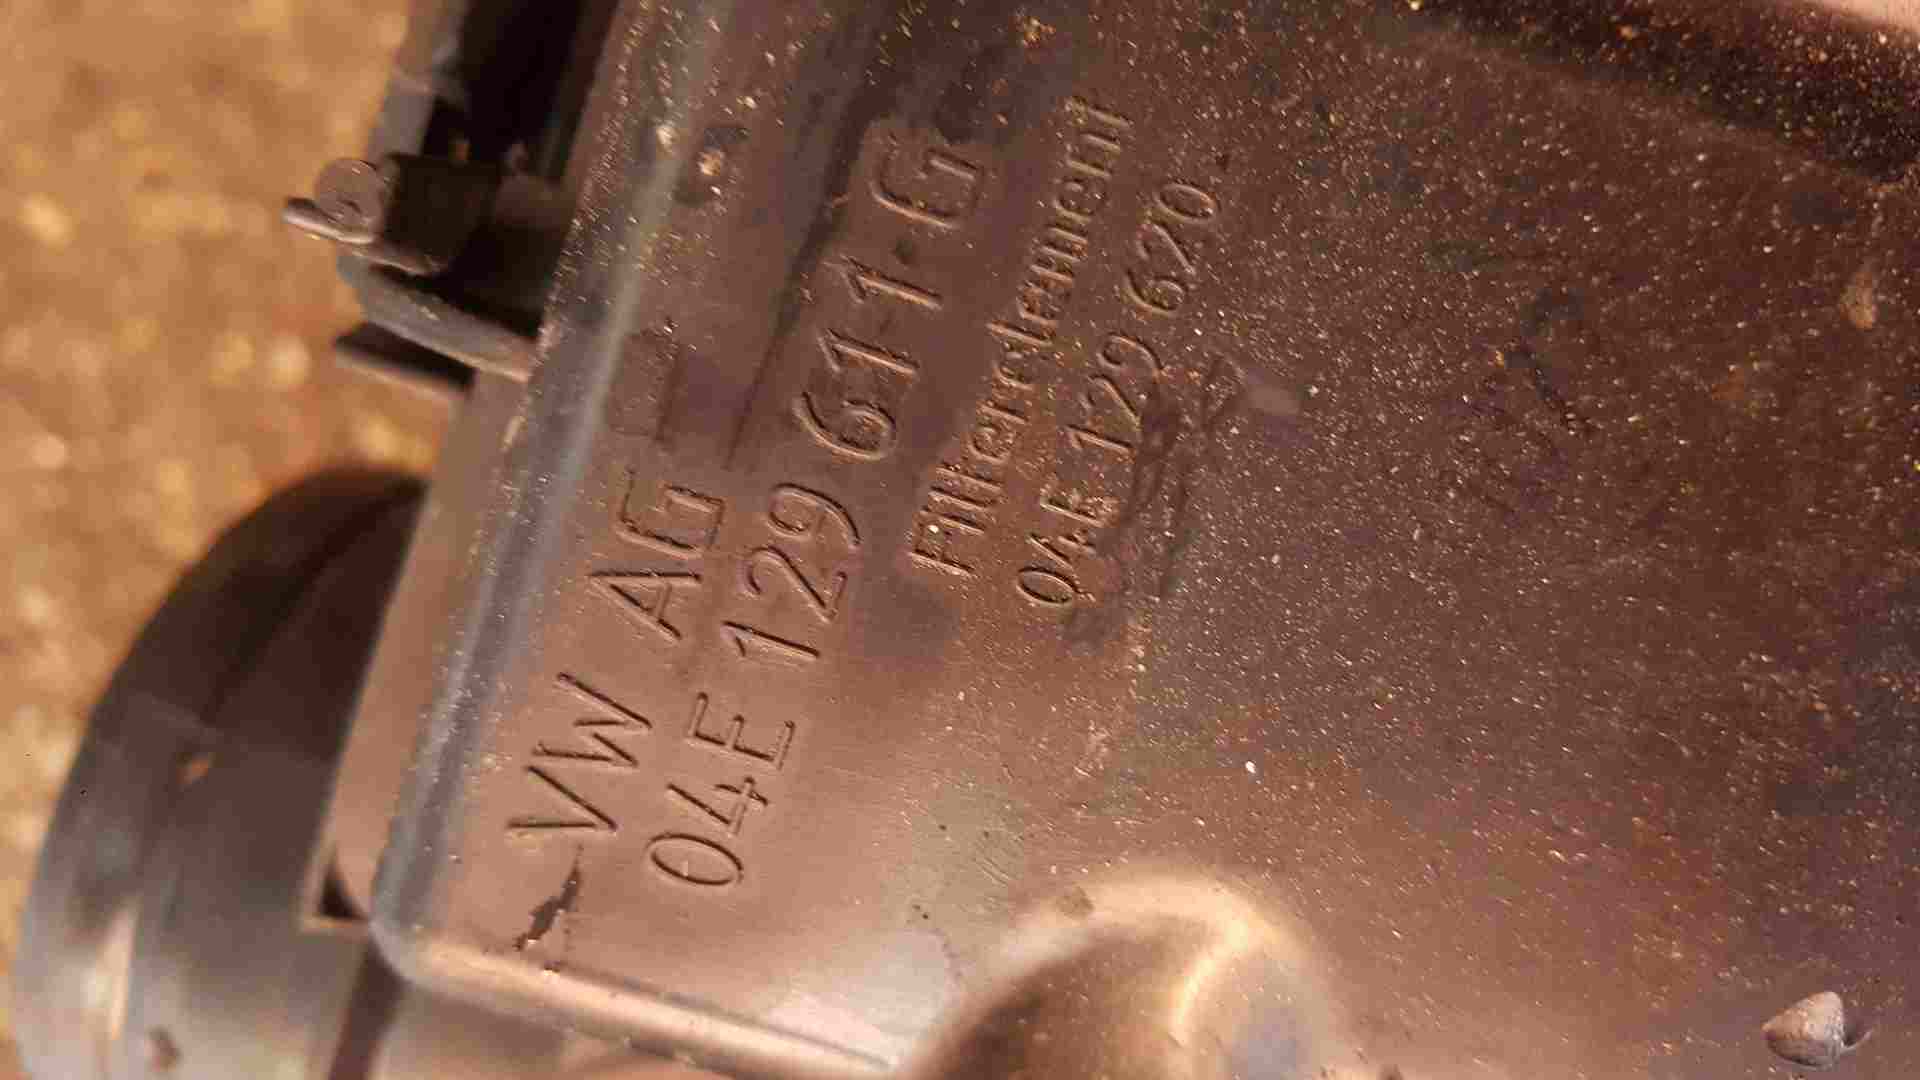 VW AG
04E 129 611 G
Filterelement
04E 129 620